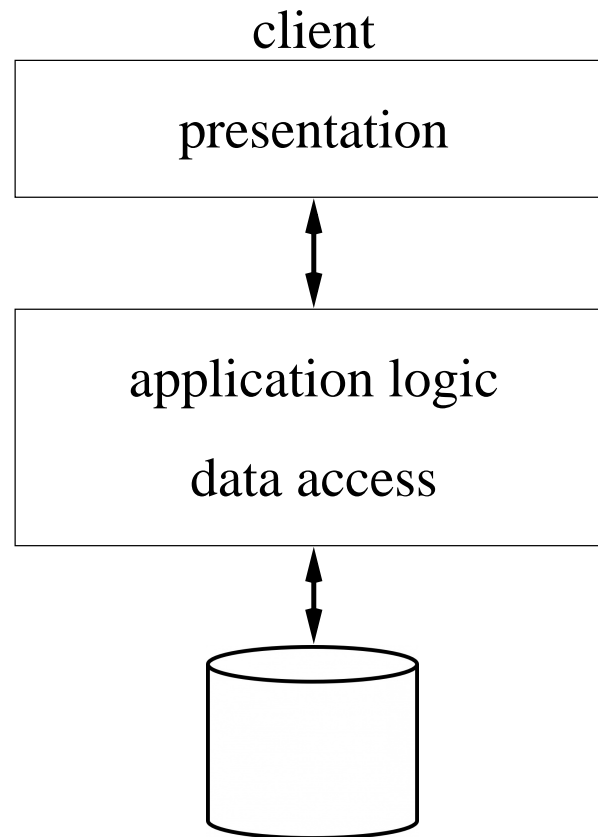 client
presentation
application logic
data access